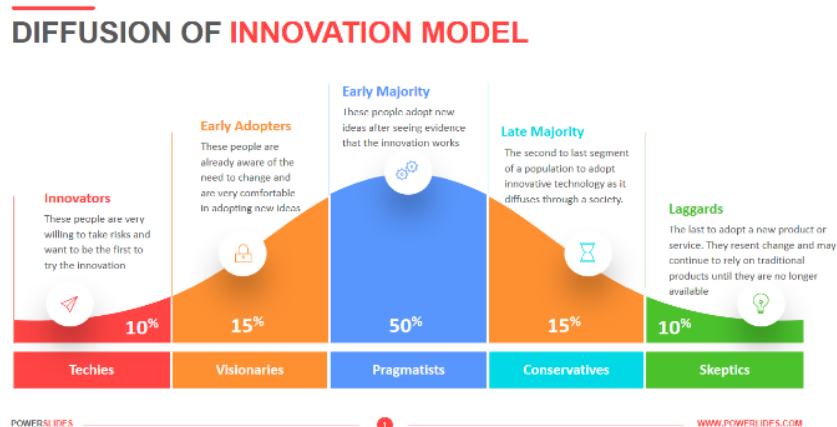 DIFFUSION OF INNOVATION MODEL
Early Majority
These people adopt new
ideas after seeing evidence
that the innovation works
Early Adopters
These people are
already aware of the
need to change and
are very comfortable
in adopting new ideas
Late Majority
The second to last segment
of a population to adopt
innovative technology as it
diffuses through a society.
Innovators
These people are very
willing to take risks and
want to be the first to
try the innovation
Laggards
The last to adopt a new product or
service. They resent change and may
continue to rely on traditional
products until they are no longer
available
10% 15% 50% 15% 10%
Techies Visionaries Pragmatists Conservatives Skeptics
POWERSLIDES 1 WWW.POWERLIDES.COM